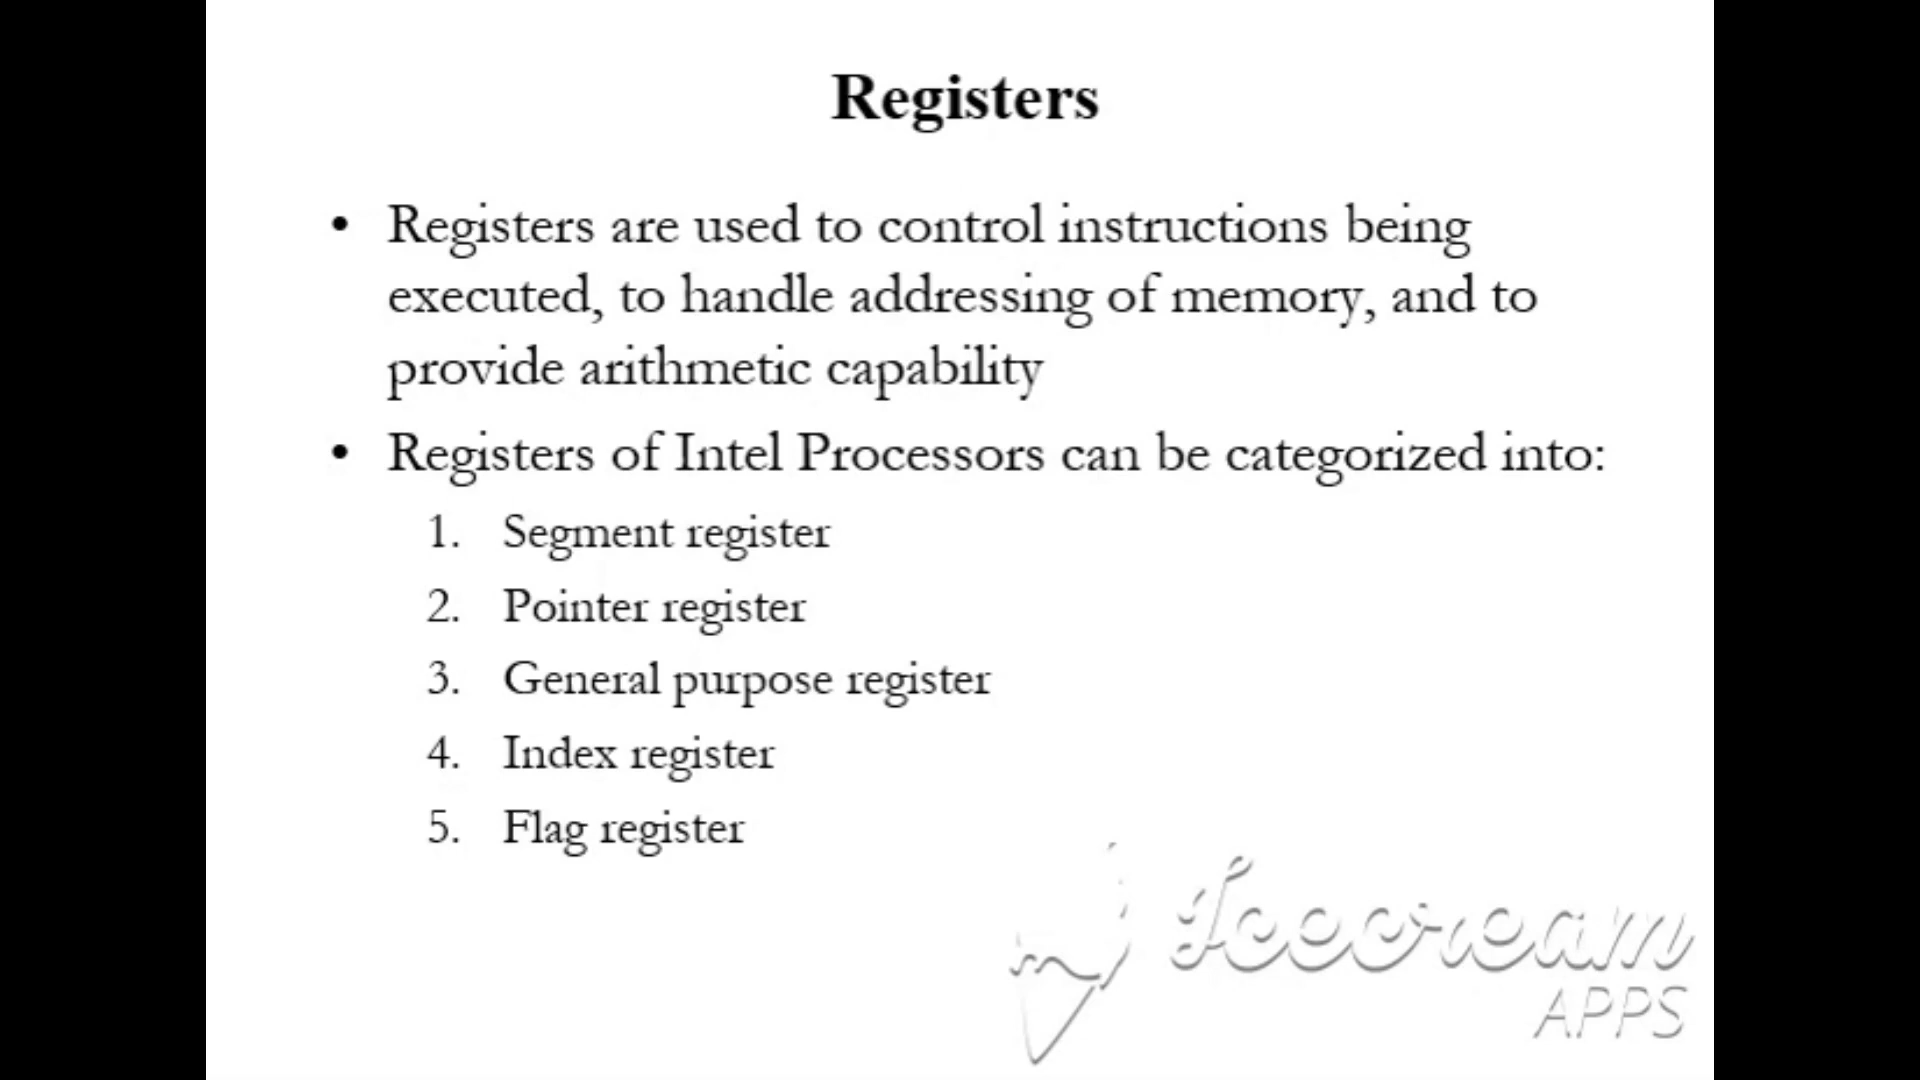 Registers
• Registers are used to control instructions being
executed, to handle addressing of memory, and to
provide arithmetic capability
• Registers of Intel Processors can be categorized into:
1. Segment register
2. Pointer register
3. General purpose register
4. Index register
5. Flag register
Icecream
APPS